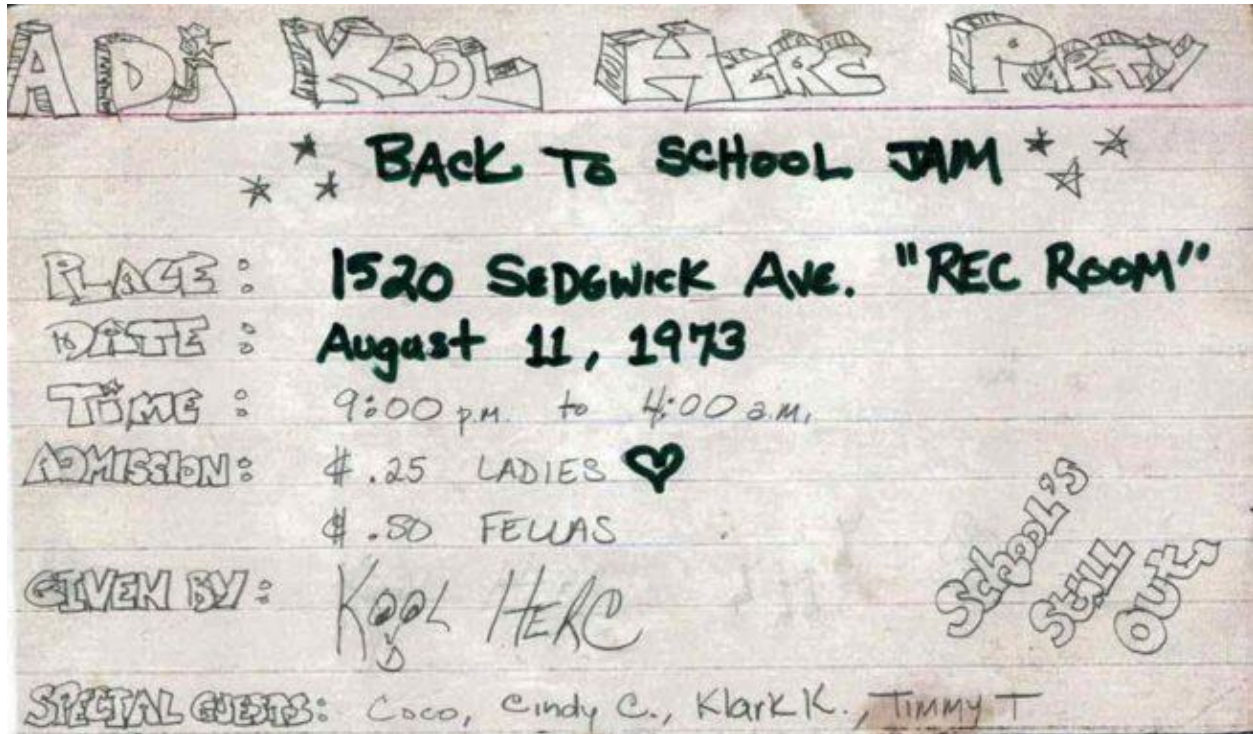 A DJ KOOL HERC PARTY
BACK TO SCHOOL JAM
PLACE: 1520 SEDGWICK AVE. "REC ROOM"
DATE: August 11, 1973
TIME: 9:00 p.m. to 4:00 a.m.
ADMISSION: $.25 LADIES
$.50 FELLAS
GIVEN BY: KOOL HERC
SCHOOL'S
STILL
OUT
SPECIAL GUESTS: Coco, Cindy C., Klark K., Timmy T